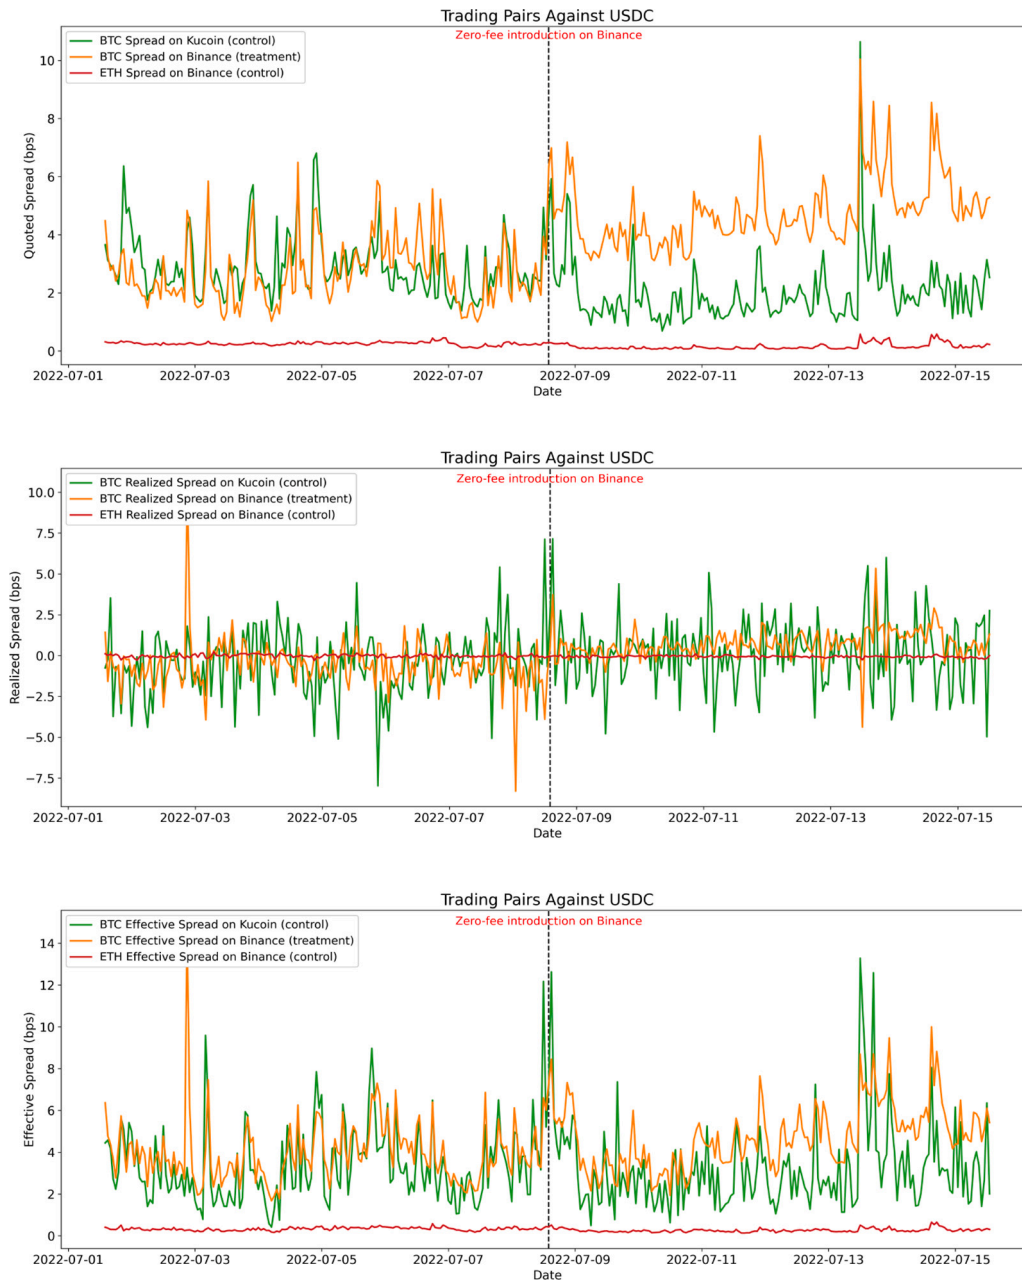 Trading Pairs Against USDC
Zero-fee introduction on Binance
BTC Spread on Kucoin (control)
BTC Spread on Binance (treatment)
ETH Spread on Binance (control)
Quoted Spread (bps)
10
8
6
4
2
0
2022-07-01 2022-07-03 2022-07-05 2022-07-07 2022-07-09 2022-07-11 2022-07-13 2022-07-15
Date
Trading Pairs Against USDC
Zero-fee introduction on Binance
BTC Realized Spread on Kucoin (control)
BTC Realized Spread on Binance (treatment)
ETH Realized Spread on Binance (control)
Realized Spread (bps)
10.0
7.5
5.0
2.5
0.0
−2.5
−5.0
−7.5
2022-07-01 2022-07-03 2022-07-05 2022-07-07 2022-07-09 2022-07-11 2022-07-13 2022-07-15
Date
Trading Pairs Against USDC
Zero-fee introduction on Binance
BTC Effective Spread on Kucoin (control)
BTC Effective Spread on Binance (treatment)
ETH Effective Spread on Binance (control)
Effective Spread (bps)
14
12
10
8
6
4
2
0
2022-07-01 2022-07-03 2022-07-05 2022-07-07 2022-07-09 2022-07-11 2022-07-13 2022-07-15
Date